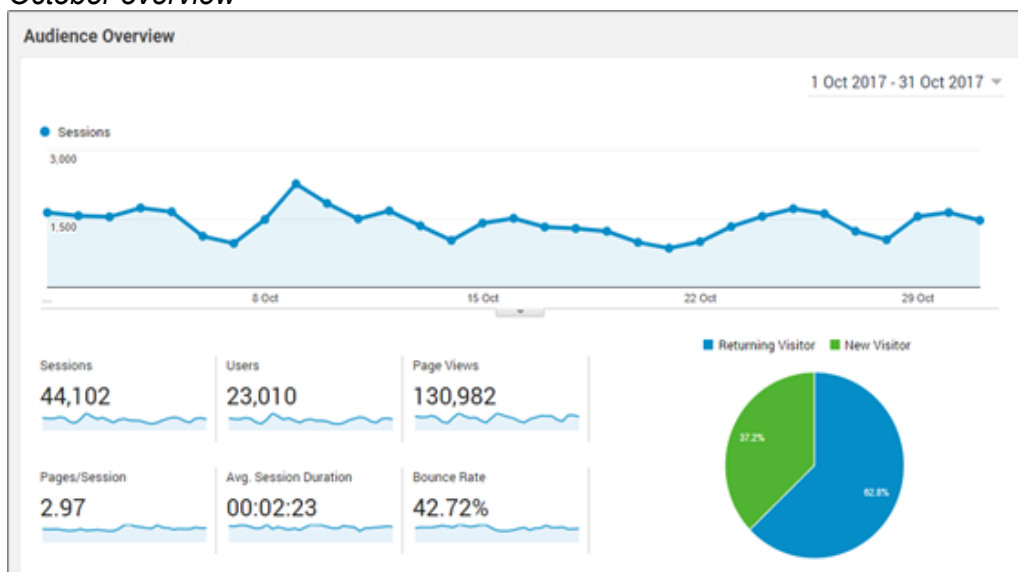 October overview
Audience Overview
1 Oct 2017 - 31 Oct 2017
Sessions
3,000
1,500
... 8 Oct 15 Oct 22 Oct 29 Oct
Returning Visitor New Visitor
Sessions Users Page Views
44,102 23,010 130,982
37.2%
62.8%
Pages/Session Avg. Session Duration Bounce Rate
2.97 00:02:23 42.72%